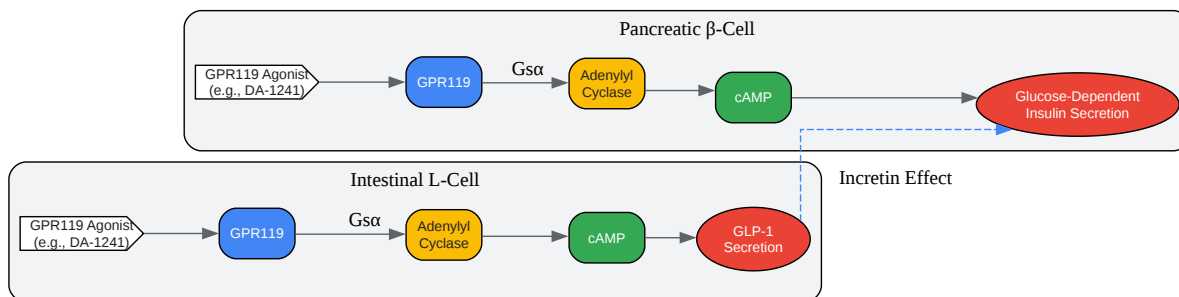 Pancreatic β-Cell
GPR119 Agonist
(e.g., DA-1241)
GPR119
Gsα
Adenylyl
Cyclase
cAMP
Glucose-Dependent
Insulin Secretion
Intestinal L-Cell
Incretin Effect
GPR119 Agonist
(e.g., DA-1241)
GPR119
Gsα
Adenylyl
Cyclase
cAMP
GLP-1
Secretion